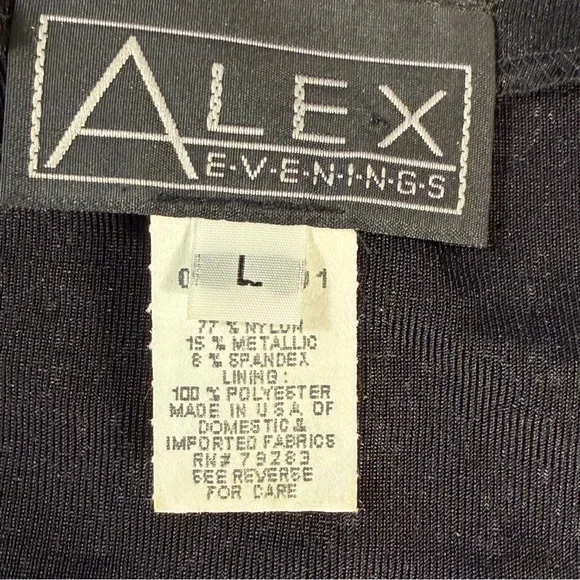 ALEX
E·V·E·N·I·N·G·S
L
77 % NYLON
15 % METALLIC
8 % SPANDEX
LINING:
100 % POLYESTER
MADE IN U.S.A. OF
DOMESTIC &
IMPORTED FABRICS
RN# 79283
SEE REVERSE
FOR CARE